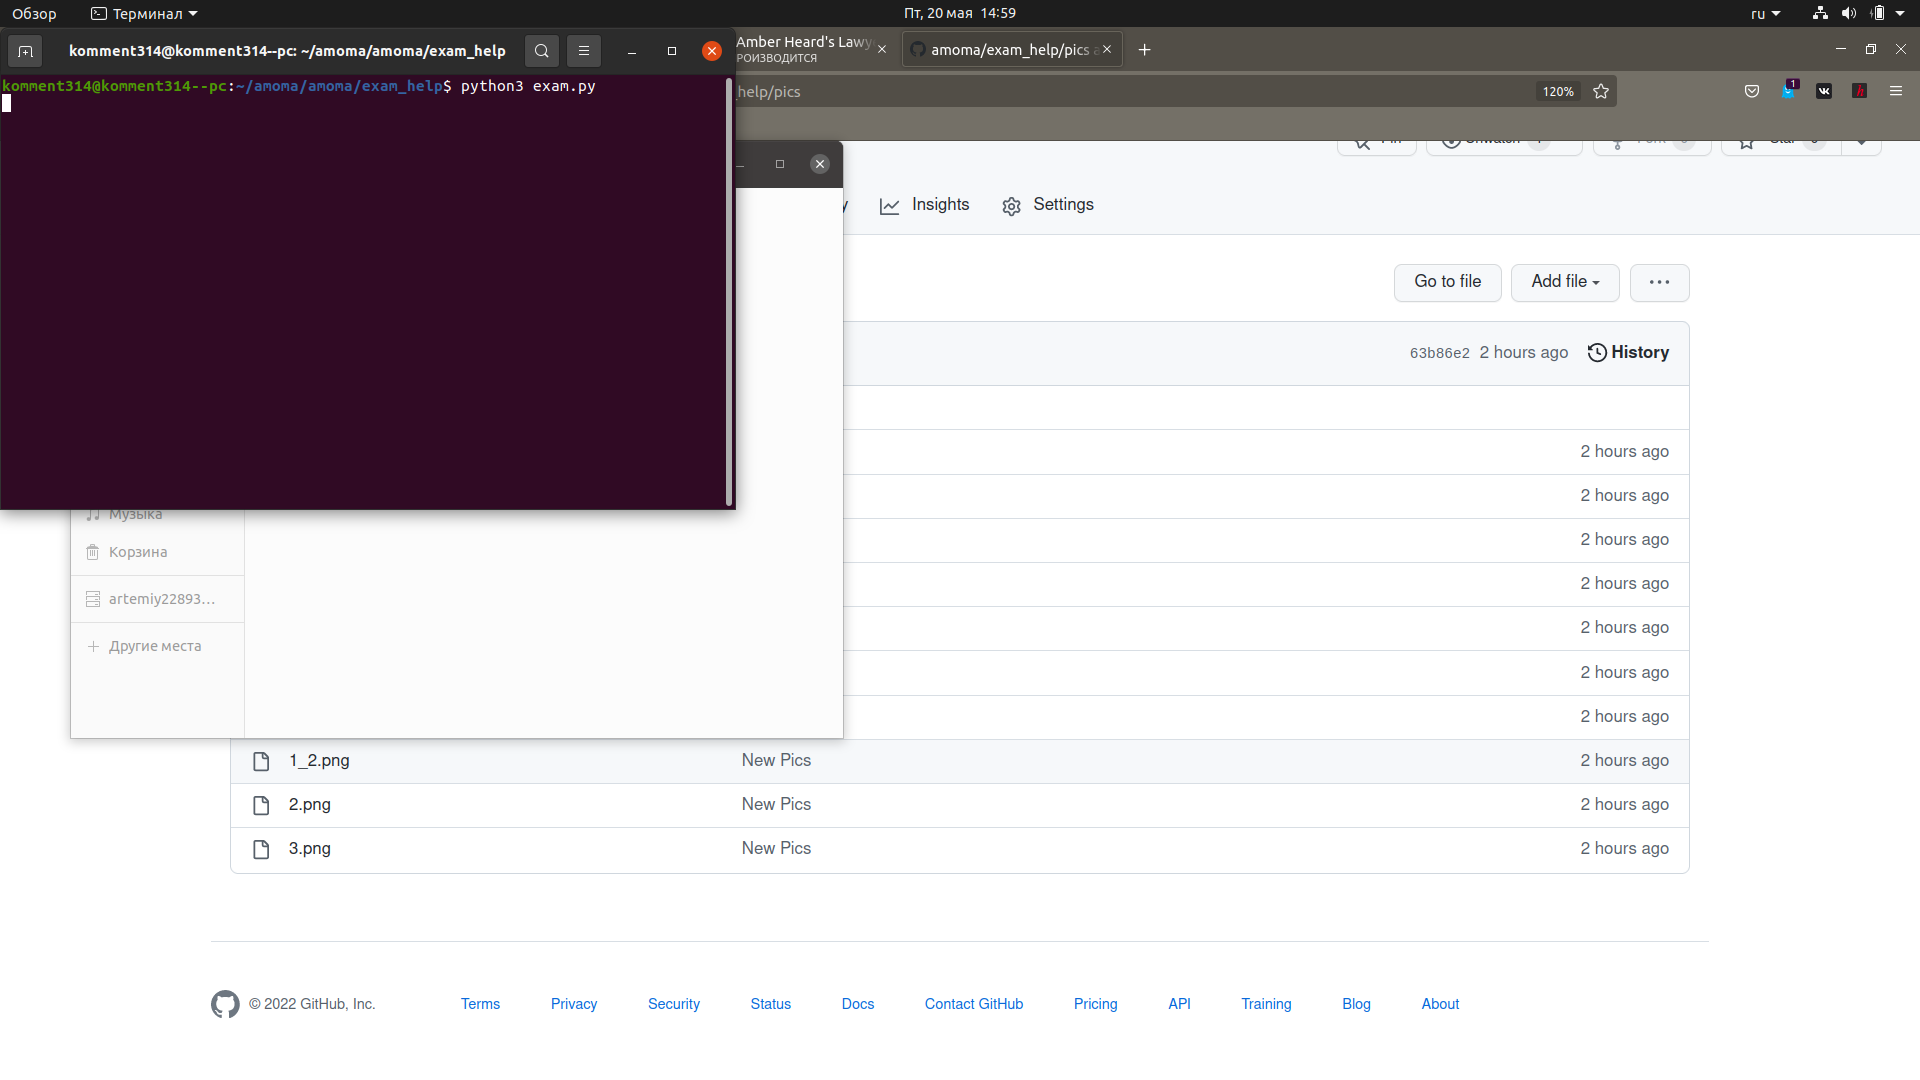 Обзор
Терминал
Пт, 20 мая 14:59
ru
komment314@komment314--pc: ~/amoma/amoma/exam_help
Amber Heard's Lawy
РОИЗВОДИТСЯ
amoma/exam_help/pics a
komment314@komment314--pc:~/amoma/amoma/exam_help$ python3 exam.py
_help/pics
120%
1
Insights
Settings
Go to file
Add file
63b86e2 2 hours ago
History
2 hours ago
2 hours ago
Музыка
2 hours ago
Корзина
2 hours ago
artemiy22893...
2 hours ago
Другие места
2 hours ago
2 hours ago
1_2.png New Pics 2 hours ago
2.png New Pics 2 hours ago
3.png New Pics 2 hours ago
© 2022 GitHub, Inc.
Terms
Privacy
Security
Status
Docs
Contact GitHub
Pricing
API
Training
Blog
About